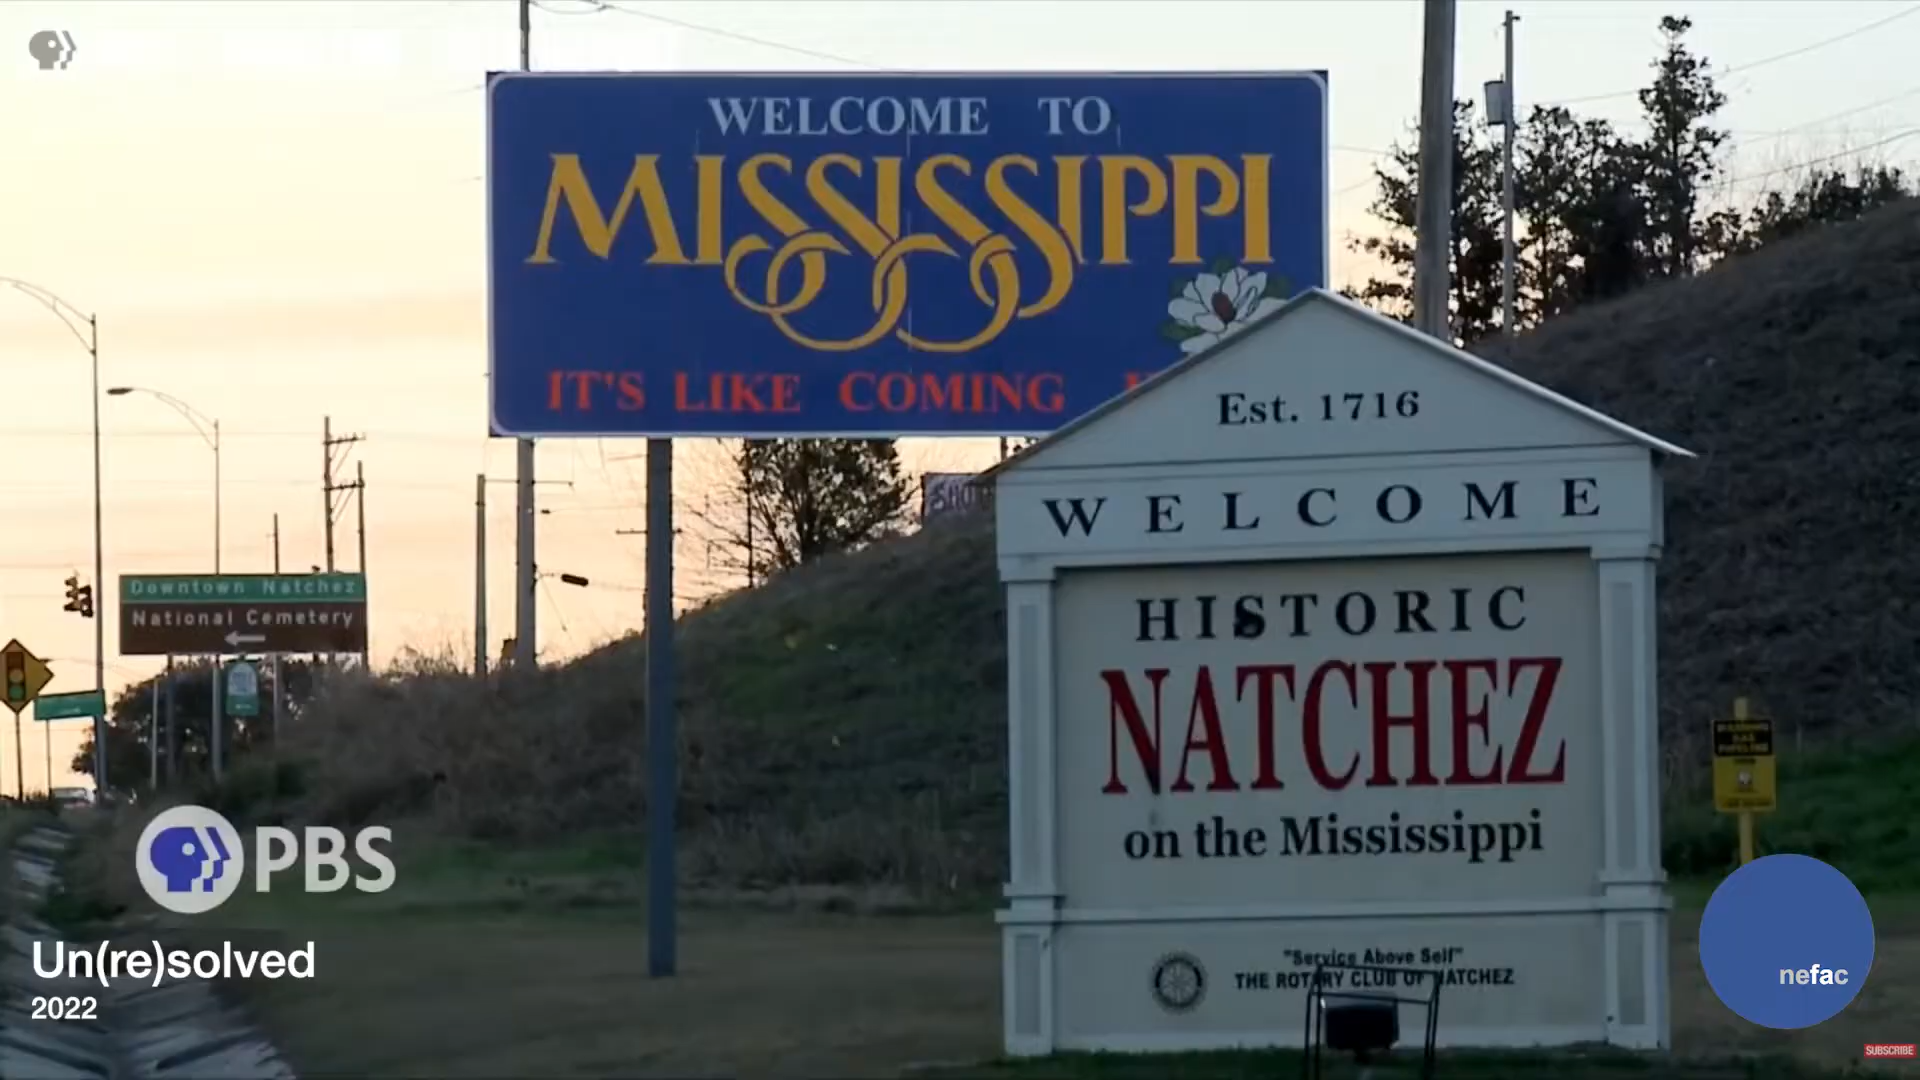 WELCOME TO
MISSISSIPPI
IT'S LIKE COMING
Est. 1716
WELCOME
HISTORIC
NATCHEZ
on the Mississippi
"Service Above Self"
THE ROTARY CLUB OF NATCHEZ
Downtown Natchez
National Cemetery
PBS
Un(re)solved
2022
nefac
SUBSCRIBE